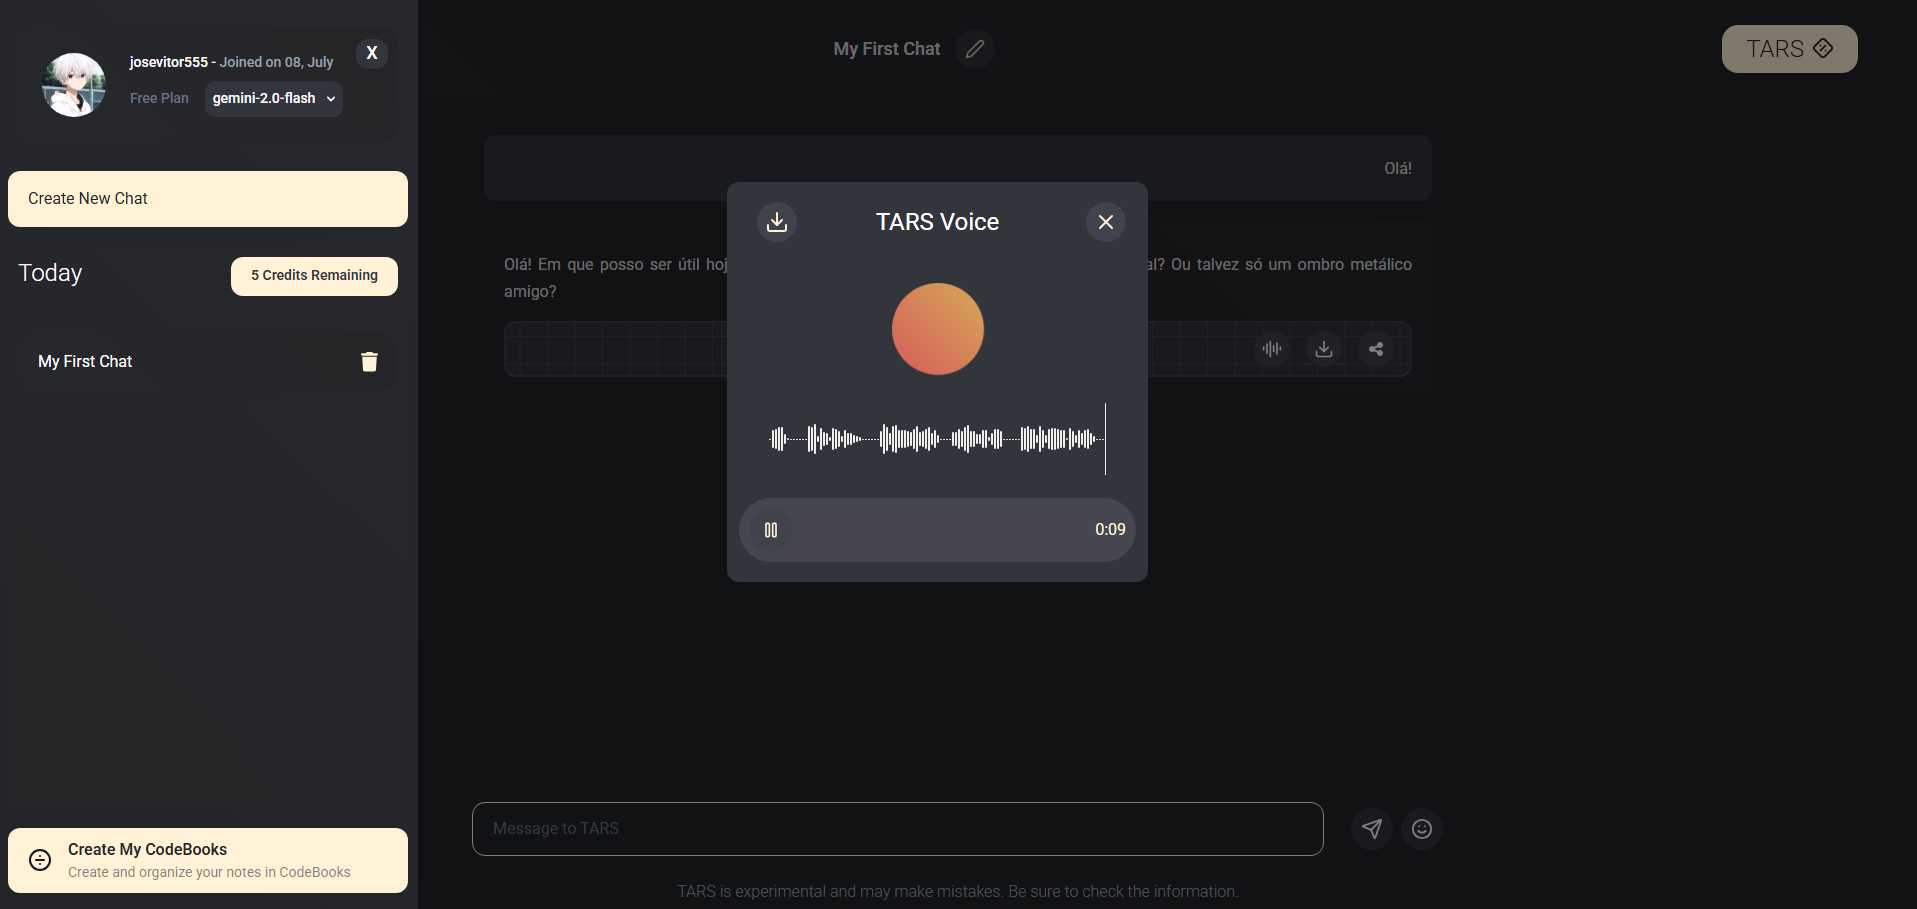 josevitor555 - Joined on 08, July
X
Free Plan
gemini-2.0-flash
Create New Chat
Today
5 Credits Remaining
My First Chat
Create My CodeBooks
Create and organize your notes in CodeBooks
My First Chat
TARS
Olá!
Olá! Em que posso ser útil hoj al? Ou talvez só um ombro metálico
amigo?
TARS Voice
0:09
Message to TARS
TARS is experimental and may make mistakes. Be sure to check the information.